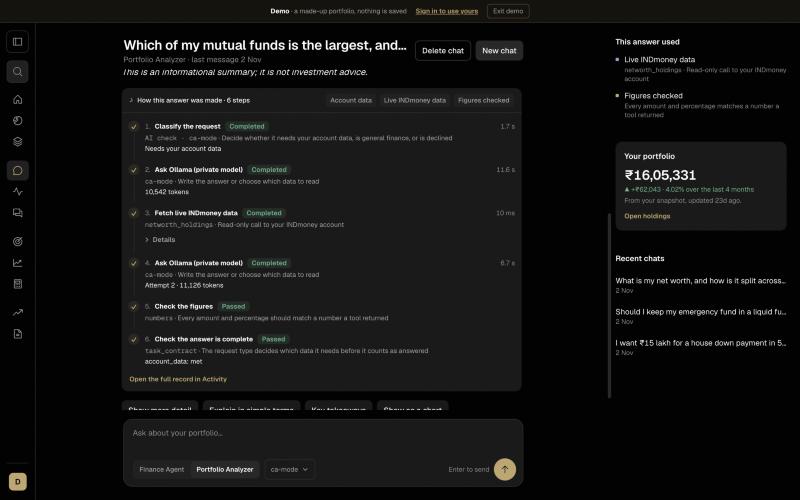 Demo · a made-up portfolio, nothing is saved Sign in to use yours Exit demo
Which of my mutual funds is the largest, and...
Portfolio Analyzer · last message 2 Nov
Delete chat
New chat
This is an informational summary; it is not investment advice.
How this answer was made · 6 steps
Account data
Live INDmoney data
Figures checked
1. Classify the request Completed 1.7 s
AI check · ca-mode · Decide whether it needs your account data, is general finance, or is declined
Needs your account data
2. Ask Ollama (private model) Completed 11.6 s
ca-mode · Write the answer or choose which data to read
10,542 tokens
3. Fetch live INDmoney data Completed 10 ms
networth_holdings · Read-only call to your INDmoney account
Details
4. Ask Ollama (private model) Completed 6.7 s
ca-mode · Write the answer or choose which data to read
Attempt 2 · 11,126 tokens
5. Check the figures Passed
numbers · Every amount and percentage should match a number a tool returned
6. Check the answer is complete Passed
task_contract · The request type decides which data it needs before it counts as answered
account_data: met
Open the full record in Activity
Show more detail
Explain in simple terms
Key takeaways
Show as a chart
Ask about your portfolio...
Finance Agent
Portfolio Analyzer
ca-mode
Enter to send
D
This answer used
Live INDmoney data
networth_holdings · Read-only call to your INDmoney
account
Figures checked
Every amount and percentage matches a number a
tool returned
Your portfolio
₹16,05,331
▲ +₹62,043 · 4.02% over the last 4 months
From your snapshot, updated 23d ago.
Open holdings
Recent chats
What is my net worth, and how is it split across...
2 Nov
Should I keep my emergency fund in a liquid fu...
2 Nov
I want ₹15 lakh for a house down payment in 5...
2 Nov